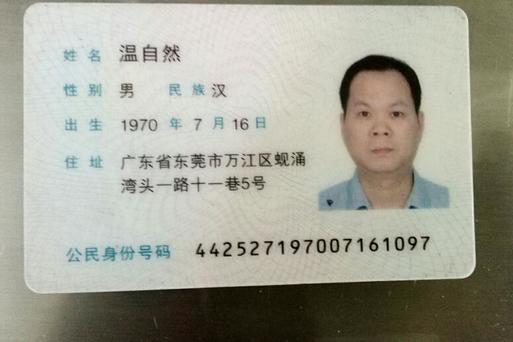 姓名 温自然
性别 男 民族 汉
出生 1970 年 7 月 16 日
住址 广东省东莞市万江区蚬涌
湾头一路十一巷5号
公民身份号码 442527197007161097